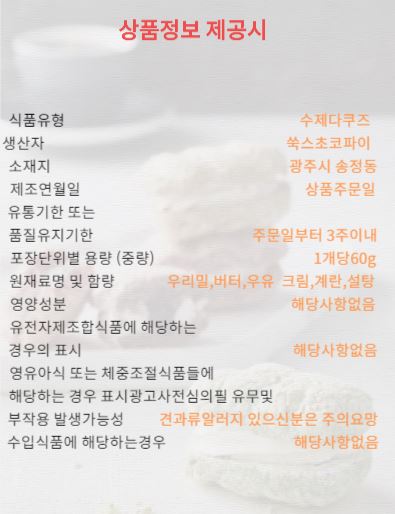 상품정보 제공시
식품유형 수제다쿠즈
생산자 쑥스초코파이
소재지 광주시 송정동
제조연월일 상품주문일
유통기한 또는
품질유지기한 주문일부터 3주이내
포장단위별 용량 (중량) 1개당60g
원재료명 및 함량 우리밀,버터,우유 크림,계란,설탕
영양성분 해당사항없음
유전자제조합식품에 해당하는
경우의 표시 해당사항없음
영유아식 또는 체중조절식품들에
해당하는 경우 표시광고사전심의필 유무및
부작용 발생가능성 견과류알러지 있으신분은 주의요망
수입식품에 해당하는경우 해당사항없음